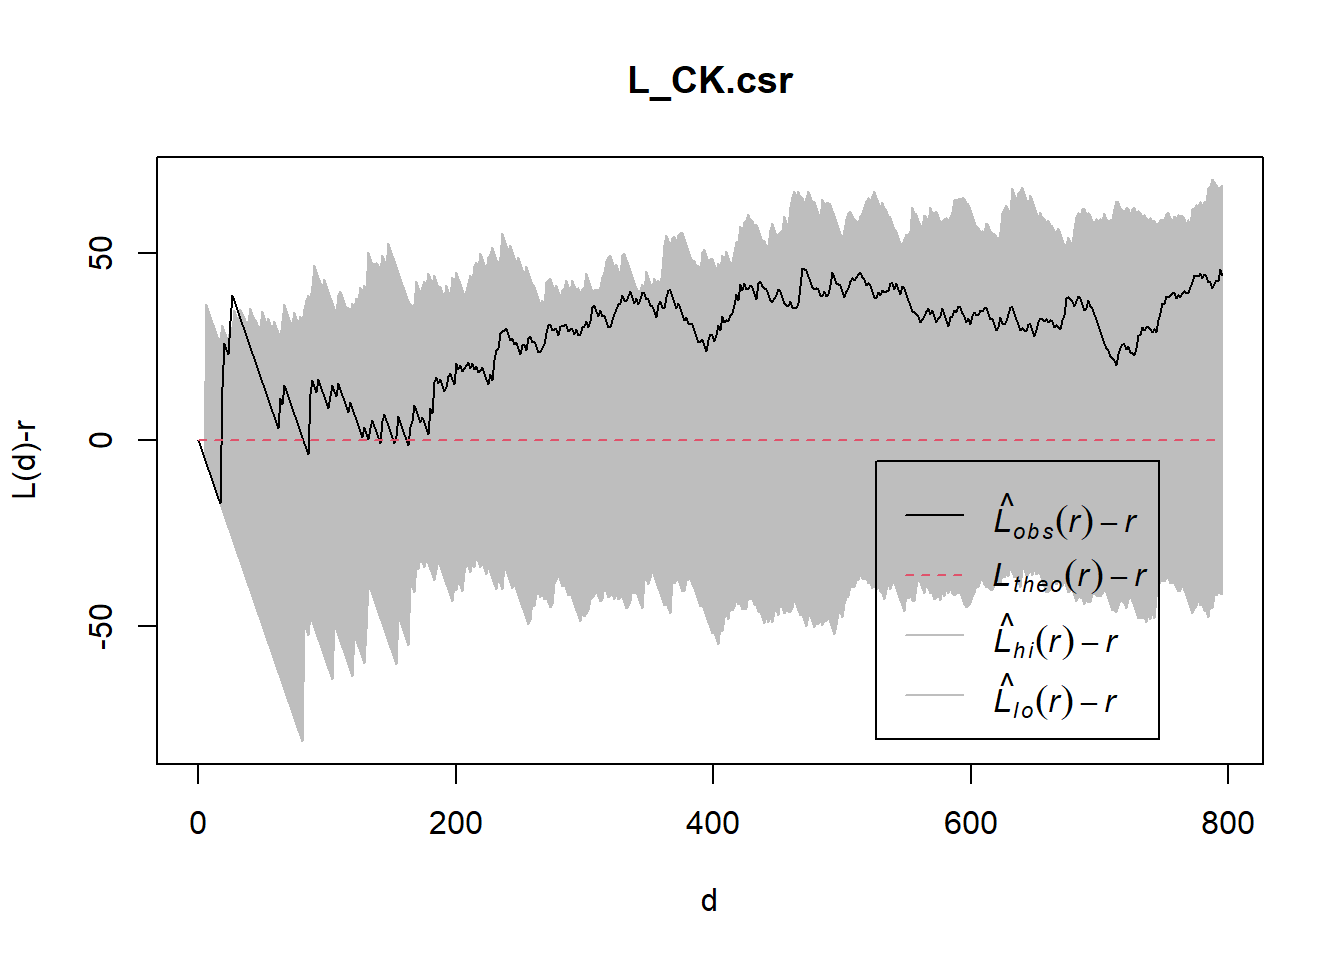 L_CK.csr
L(d)-r
50
0
-50
0 200 400 600 800
d
L̂obs(r) − r
Ltheo(r) − r
L̂hi(r) − r
L̂lo(r) − r